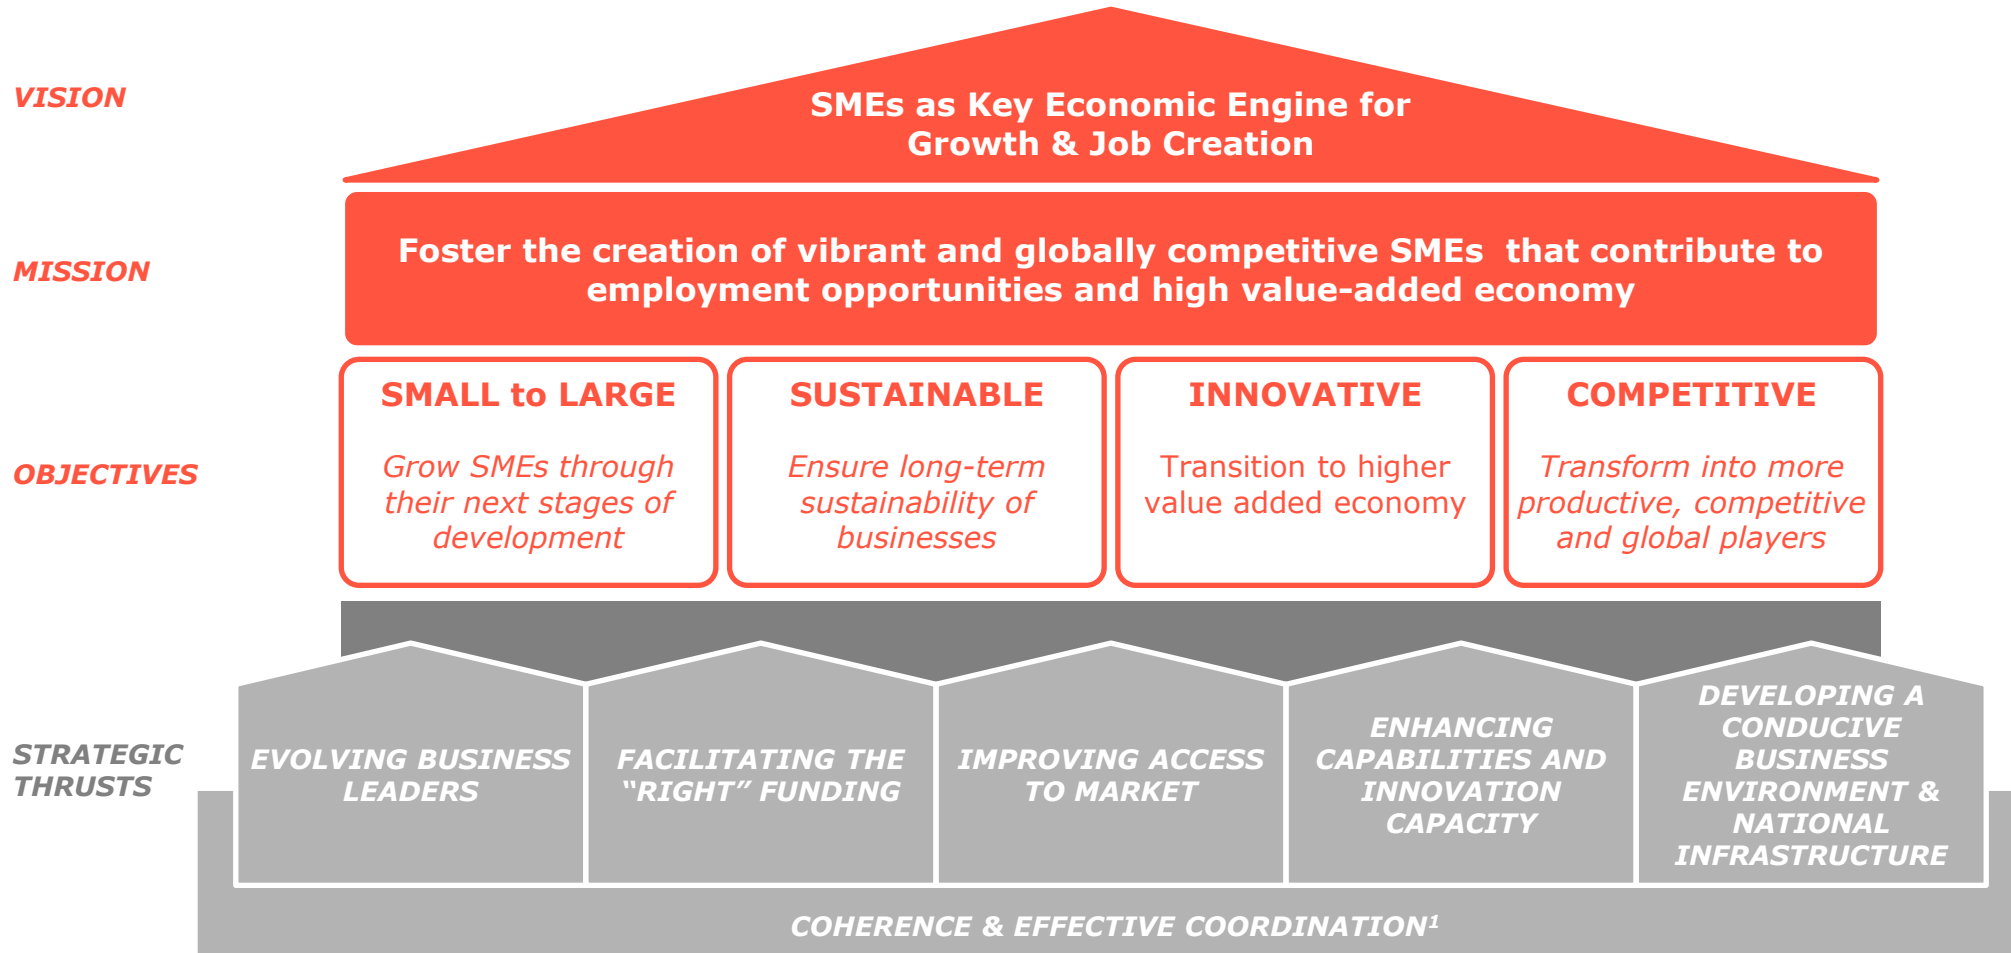 VISION
SMEs as Key Economic Engine for
Growth & Job Creation
MISSION
Foster the creation of vibrant and globally competitive SMEs  that contribute to
employment opportunities and high value-added economy
OBJECTIVES
SMALL to LARGE
Grow SMEs through
their next stages of
development
SUSTAINABLE
Ensure long-term
sustainability of
businesses
INNOVATIVE
Transition to higher
value added economy
COMPETITIVE
Transform into more
productive, competitive
and global players
STRATEGIC
THRUSTS
EVOLVING BUSINESS
LEADERS
FACILITATING THE
“RIGHT” FUNDING
IMPROVING ACCESS
TO MARKET
ENHANCING
CAPABILITIES AND
INNOVATION
CAPACITY
DEVELOPING A
CONDUCIVE
BUSINESS
ENVIRONMENT &
NATIONAL
INFRASTRUCTURE
COHERENCE & EFFECTIVE COORDINATION¹